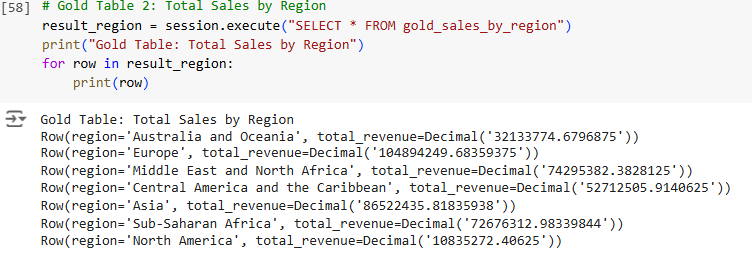 [58] # Gold Table 2: Total Sales by Region
result_region = session.execute("SELECT * FROM gold_sales_by_region")
print("Gold Table: Total Sales by Region")
for row in result_region:
    print(row)
Gold Table: Total Sales by Region
Row(region='Australia and Oceania', total_revenue=Decimal('32133774.6796875'))
Row(region='Europe', total_revenue=Decimal('104894249.68359375'))
Row(region='Middle East and North Africa', total_revenue=Decimal('74295382.3828125'))
Row(region='Central America and the Caribbean', total_revenue=Decimal('52712505.9140625'))
Row(region='Asia', total_revenue=Decimal('86522435.81835938'))
Row(region='Sub-Saharan Africa', total_revenue=Decimal('72676312.98339844'))
Row(region='North America', total_revenue=Decimal('10835272.40625'))